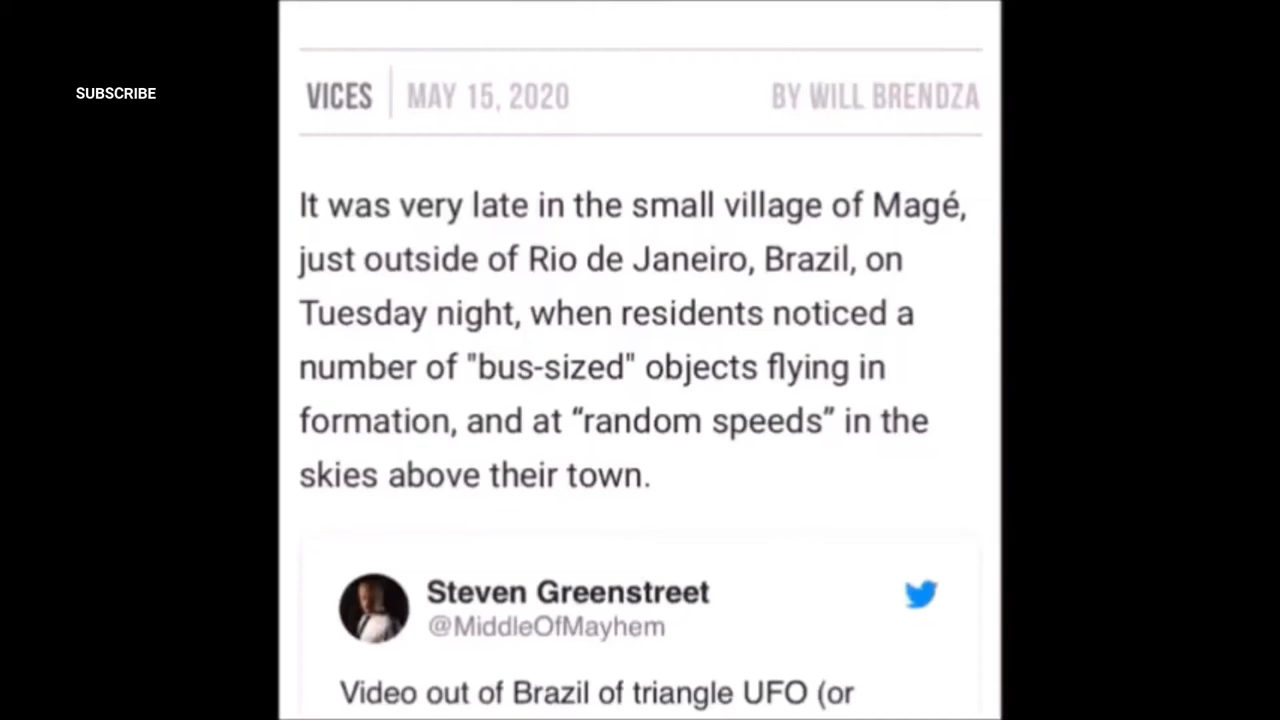 SUBSCRIBE
VICES | MAY 15, 2020 BY WILL BRENDZA
It was very late in the small village of Magé,
just outside of Rio de Janeiro, Brazil, on
Tuesday night, when residents noticed a
number of "bus-sized" objects flying in
formation, and at “random speeds” in the
skies above their town.
Steven Greenstreet
@MiddleOfMayhem
Video out of Brazil of triangle UFO (or